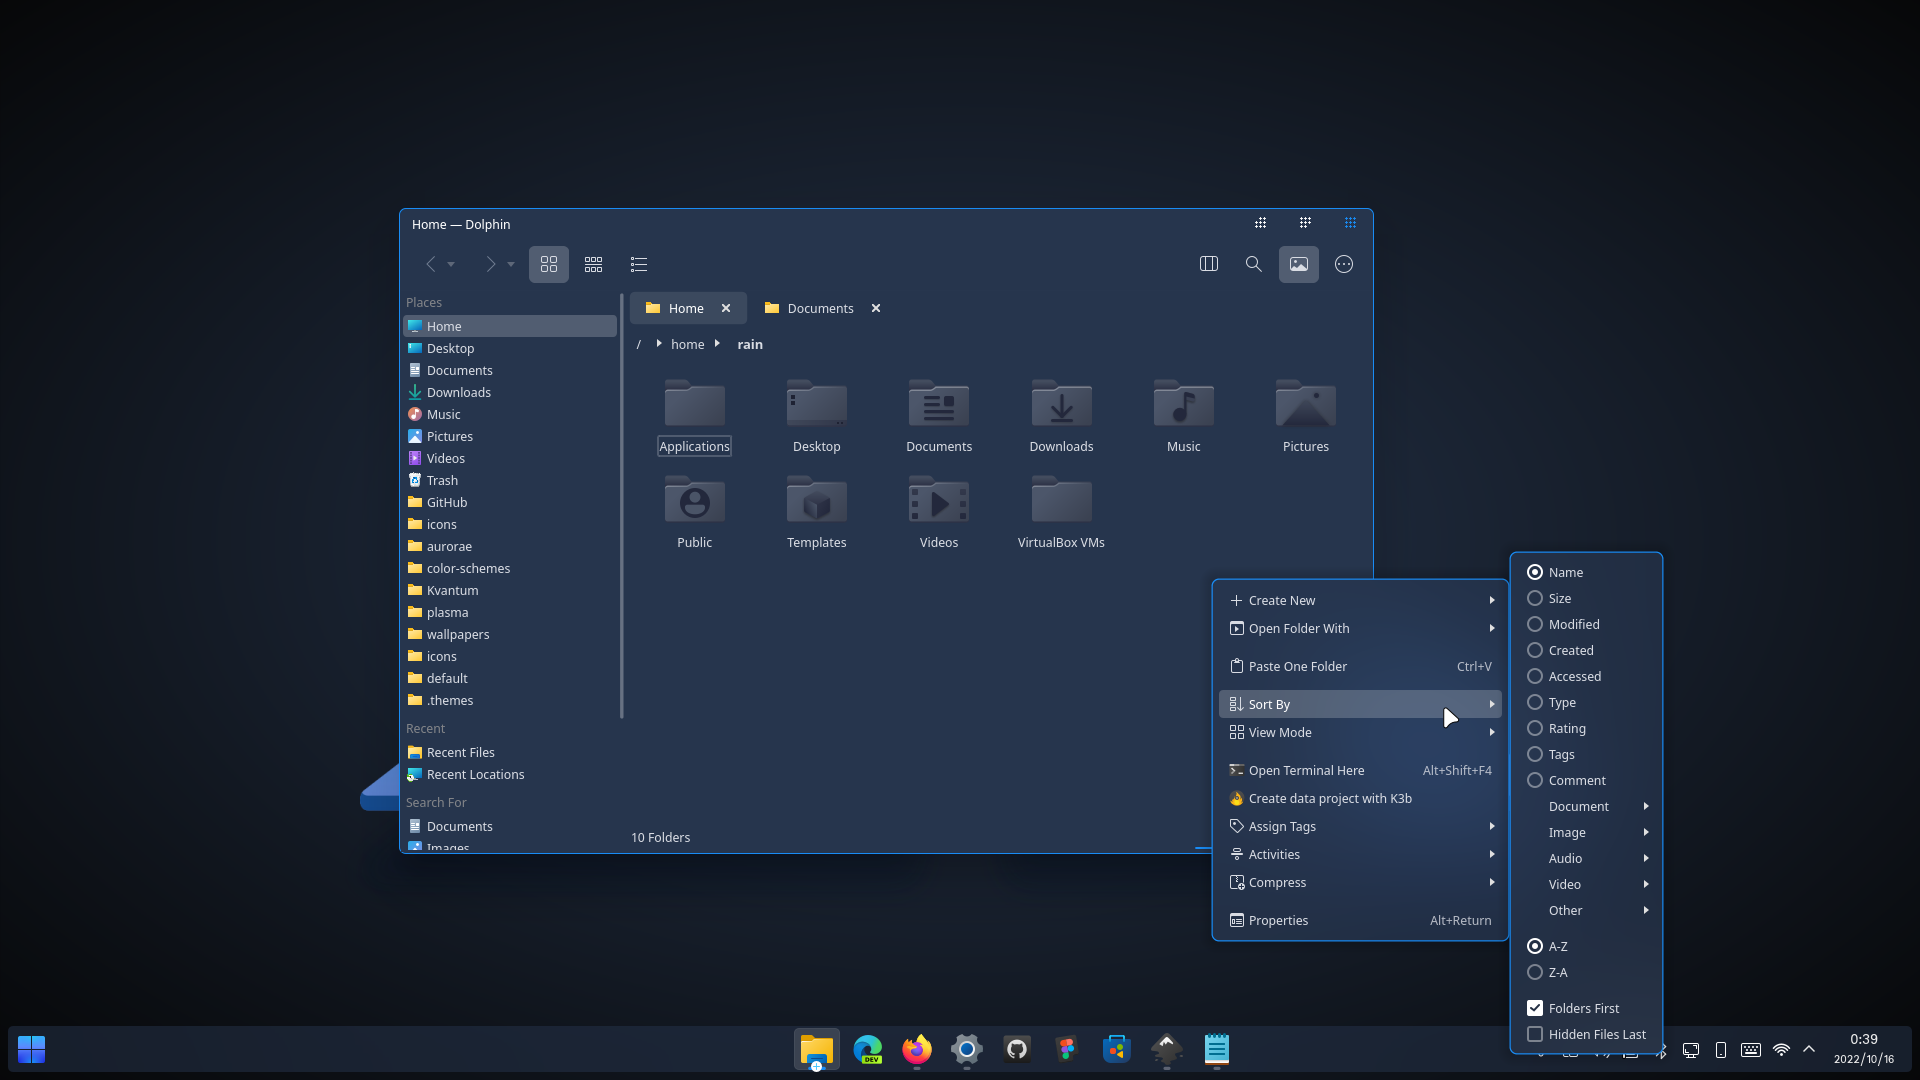 Home — Dolphin
Places
Home
Desktop
Documents
Downloads
Music
Pictures
Videos
Trash
GitHub
icons
aurorae
color-schemes
Kvantum
plasma
wallpapers
icons
default
.themes
Recent
Recent Files
Recent Locations
Search For
Documents
Images
Home Documents
/ home rain
Applications Desktop Documents Downloads Music Pictures
Public Templates Videos VirtualBox VMs
10 Folders
Create New
Open Folder With
Paste One Folder Ctrl+V
Sort By
View Mode
Open Terminal Here Alt+Shift+F4
Create data project with K3b
Assign Tags
Activities
Compress
Properties Alt+Return
Name
Size
Modified
Created
Accessed
Type
Rating
Tags
Comment
Document
Image
Audio
Video
Other
A-Z
Z-A
Folders First
Hidden Files Last
DEV
0:39
2022/10/16